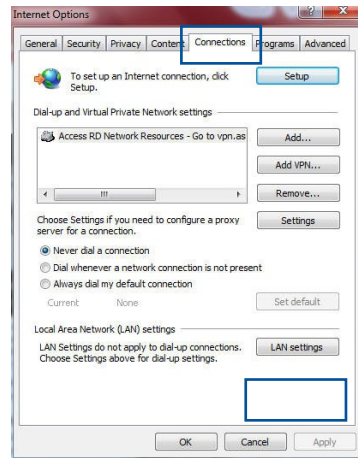 Internet Options
General Security Privacy Content Connections Programs Advanced
To set up an Internet connection, click
Setup.
Setup
Dial-up and Virtual Private Network settings
Access RD Network Resources - Go to vpn.as
Add...
Add VPN...
Remove...
Choose Settings if you need to configure a proxy
server for a connection.
Settings
Never dial a connection
Dial whenever a network connection is not present
Always dial my default connection
Current None
Set default
Local Area Network (LAN) settings
LAN Settings do not apply to dial-up connections.
Choose Settings above for dial-up settings.
LAN settings
OK Cancel Apply